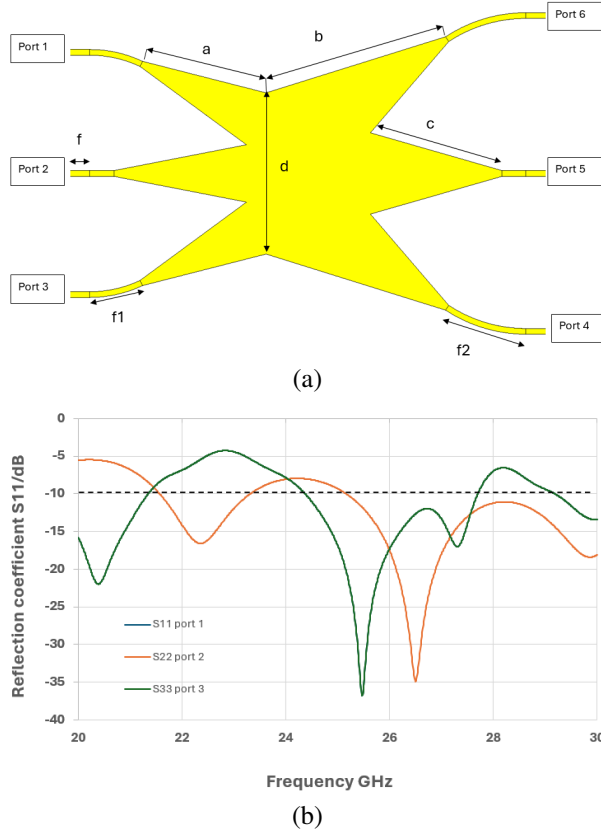 Port 6
Port 1
b
a
f
c
Port 2
d
Port 5
Port 3
f1
f2
Port 4
(a)
Reflection coefficient S11/dB
0
-5
-10
-15
-20
-25
-30
-35
-40
S11 port 1
S22 port 2
S33 port 3
20 22 24 26 28 30
Frequency GHz
(b)